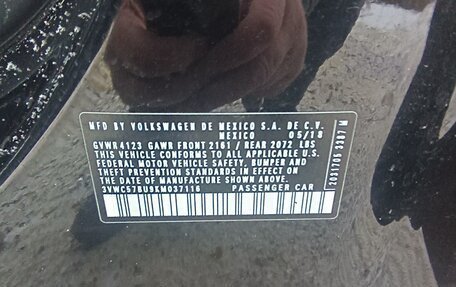 MFD BY VOLKSWAGEN DE MEXICO S.A. DE C.V.
MEXICO 05/18
GVWR 4123 GAWR FRONT 2161 / REAR 2072 LBS
THIS VEHICLE CONFORMS TO ALL APPLICABLE U.S.
FEDERAL MOTOR VEHICLE SAFETY, BUMPER AND
THEFT PREVENTION STANDARDS IN EFFECT ON
THE DATE OF MANUFACTURE SHOWN ABOVE.
3VWC57BU9KM037116 PASSENGER CAR
2031706 3387 M